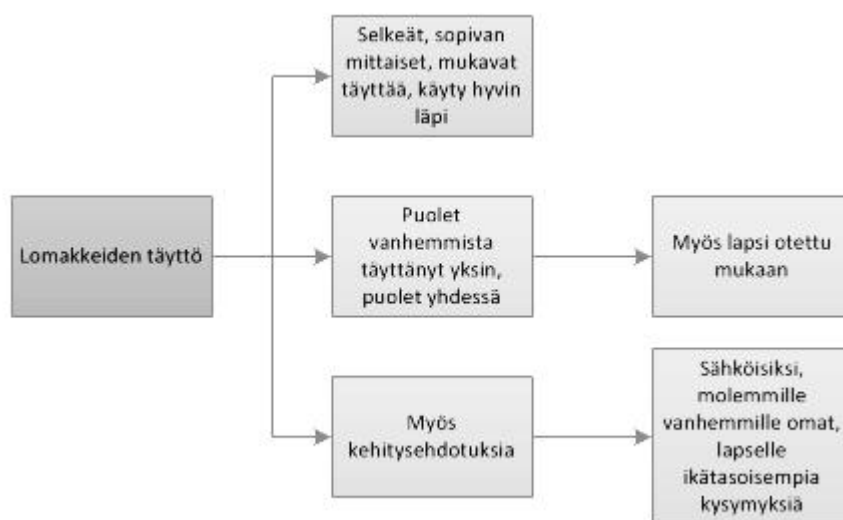 Selkeät, sopivan
mittaiset, mukavat
täyttää, käyty hyvin
läpi
Lomakkeiden täyttö
Puolet
vanhemmista
täyttänyt yksin,
puolet yhdessä
Myös lapsi otettu
mukaan
Myös
kehitysehdotuksia
Sähköisiksi,
molemmille
vanhemmille omat,
lapselle
ikätasoisempia
kysymyksiä